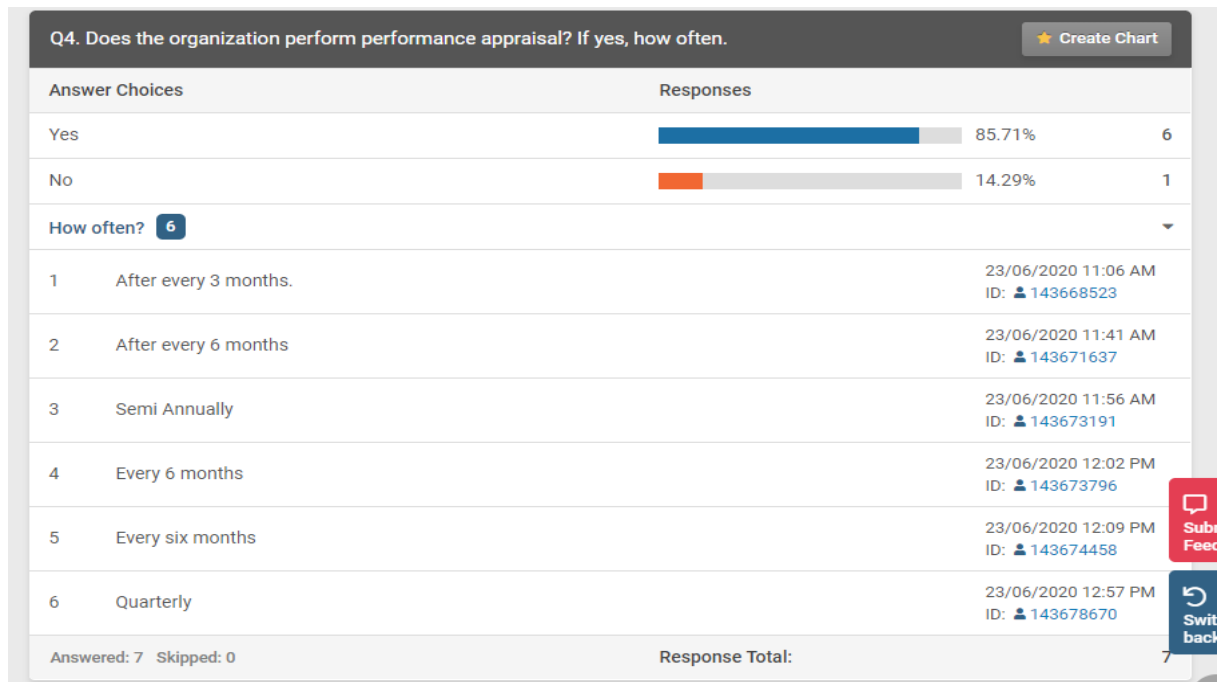 Q4. Does the organization perform performance appraisal? If yes, how often.
Create Chart
Answer Choices Responses
Yes 85.71% 6
No 14.29% 1
How often? 6
1 After every 3 months. 23/06/2020 11:06 AM
ID: 143668523
2 After every 6 months 23/06/2020 11:41 AM
ID: 143671637
3 Semi Annually 23/06/2020 11:56 AM
ID: 143673191
4 Every 6 months 23/06/2020 12:02 PM
ID: 143673796
5 Every six months 23/06/2020 12:09 PM
ID: 143674458
6 Quarterly 23/06/2020 12:57 PM
ID: 143678670
Answered: 7 Skipped: 0 Response Total: 7
back